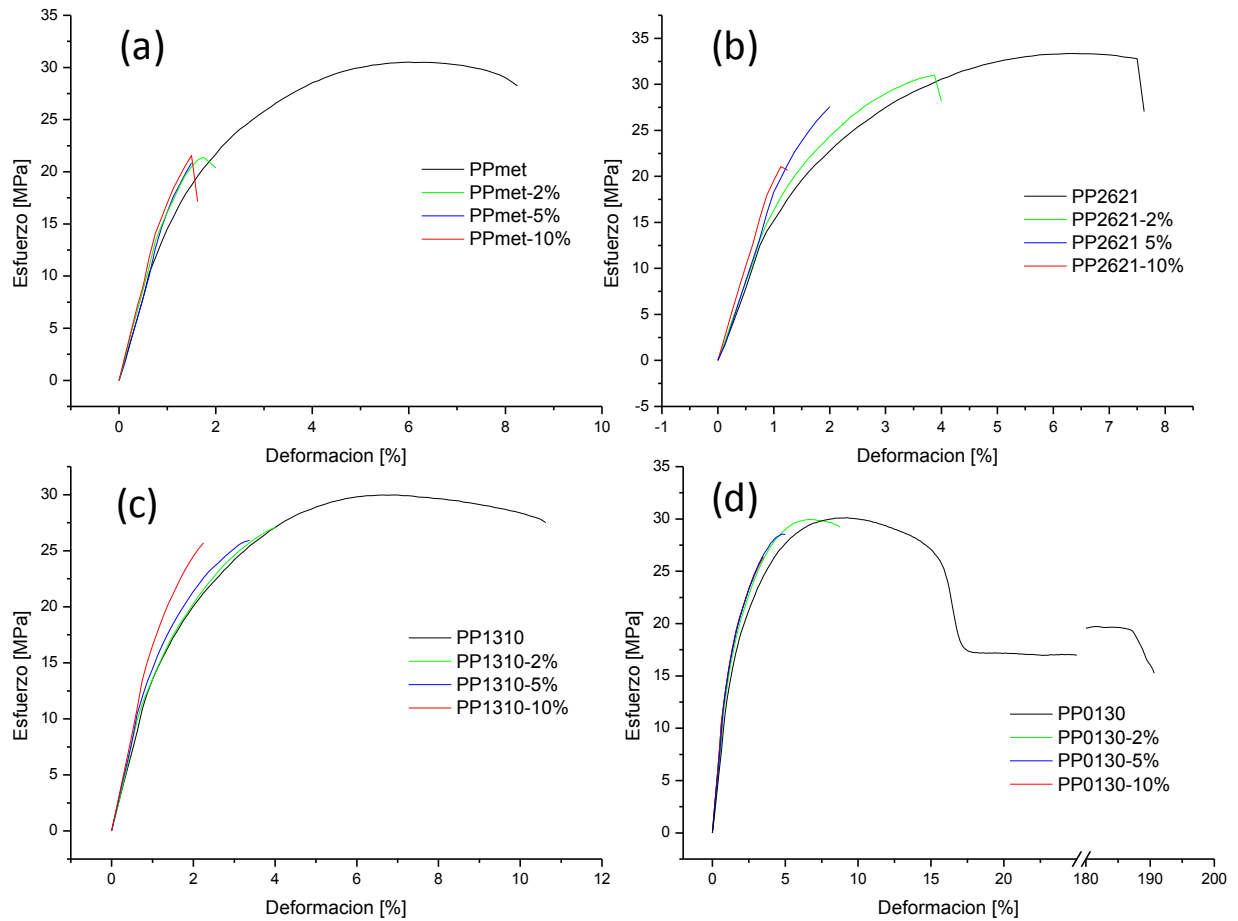 (a)
35
30
25
20
15
10
5
0
Esfuerzo [MPa]
PPmet
PPmet-2%
PPmet-5%
PPmet-10%
0 2 4 6 8 10
Deformacion [%]
(b)
35
30
25
20
15
10
5
0
-5
Esfuerzo [MPa]
PP2621
PP2621-2%
PP2621 5%
PP2621-10%
-1 0 1 2 3 4 5 6 7 8
Deformacion [%]
(c)
30
25
20
15
10
5
0
Esfuerzo [MPa]
PP1310
PP1310-2%
PP1310-5%
PP1310-10%
0 2 4 6 8 10 12
Deformacion [%]
(d)
35
30
25
20
15
10
5
0
Esfuerzo [MPa]
PP0130
PP0130-2%
PP0130-5%
PP0130-10%
0 5 10 15 20 180 190 200
Deformacion [%]